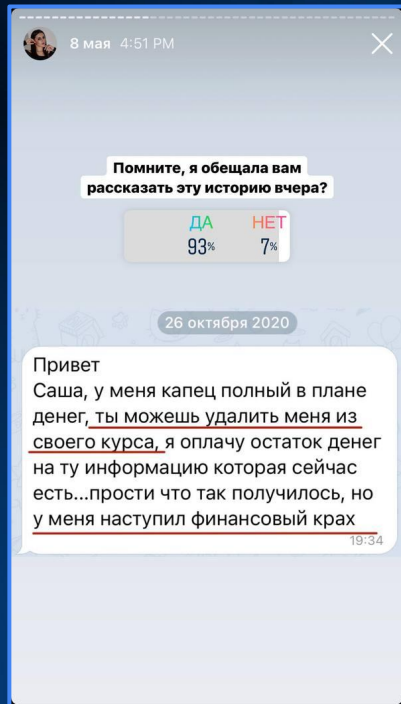 8 мая 4:51 PM
Помните, я обещала вам
рассказать эту историю вчера?
ДА НЕТ
93% 7%
26 октября 2020
Привет
Саша, у меня капец полный в плане
денег, ты можешь удалить меня из
своего курса, я оплачу остаток денег
на ту информацию которая сейчас
есть...прости что так получилось, но
у меня наступил финансовый крах
19:34